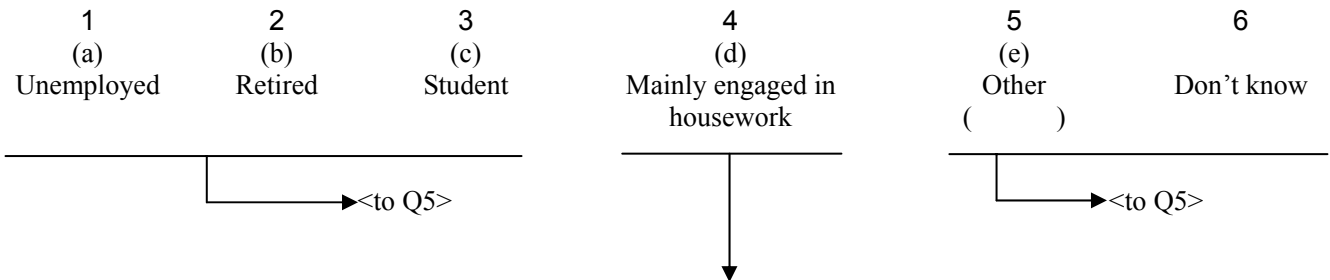 1 2 3 4 5 6
(a) (b) (c) (d) (e)
Unemployed Retired Student Mainly engaged in Other Don't know
housework ( )
<to Q5> <to Q5>